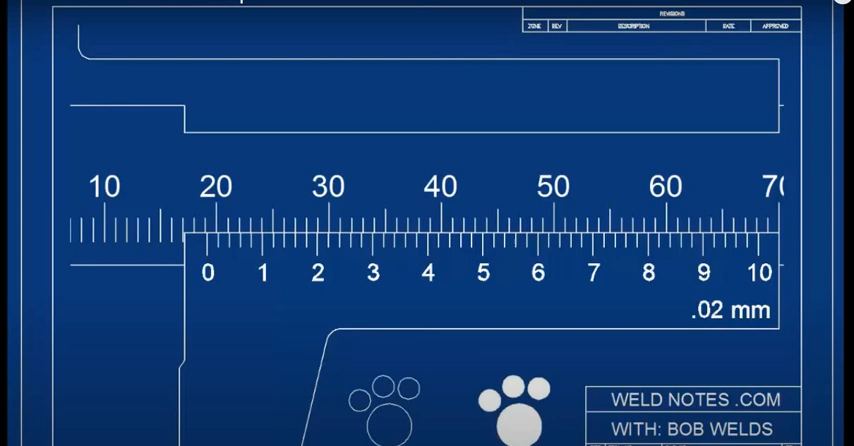 REVISIONS
ZONE REV DESCRIPTION DATE APPROVED
10 20 30 40 50 60 70
0 1 2 3 4 5 6 7 8 9 10
.02 mm
WELD NOTES .COM
WITH: BOB WELDS